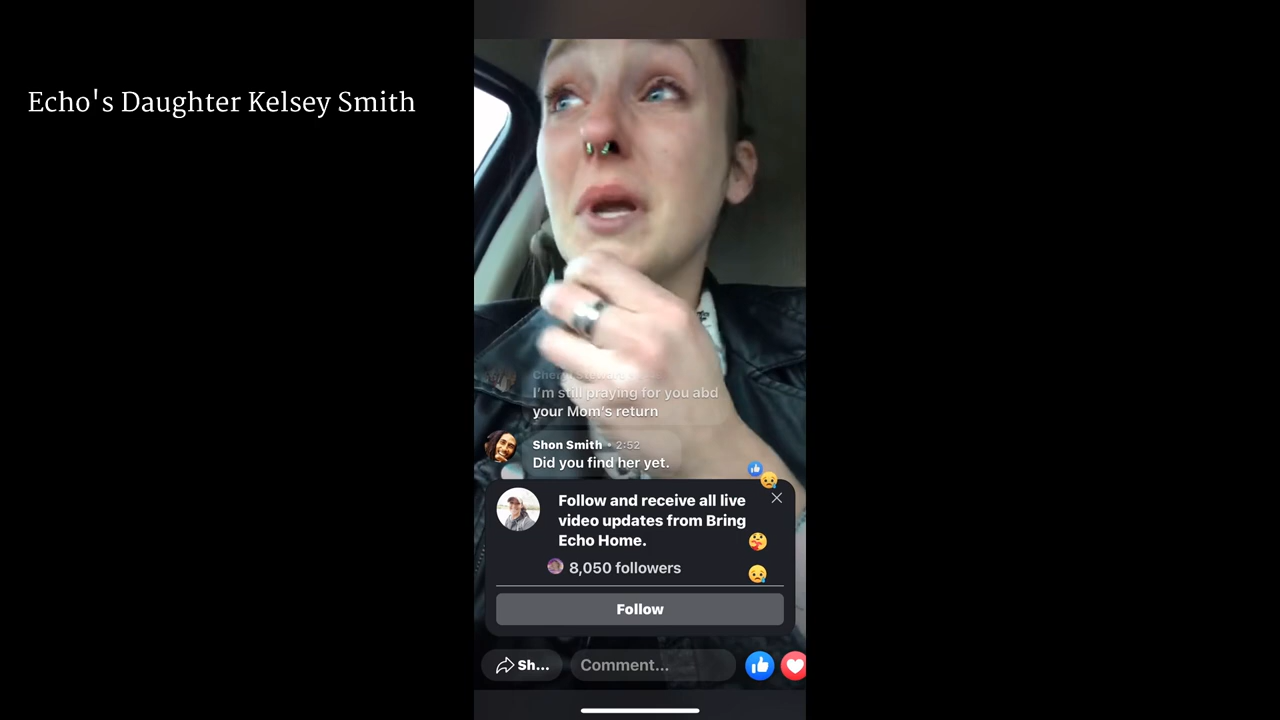 Echo's Daughter Kelsey Smith
I'm still praying for you abd
your Mom's return
Shon Smith • 2:52
Did you find her yet.
Follow and receive all live
video updates from Bring
Echo Home.
8,050 followers
Follow
Sh...
Comment...